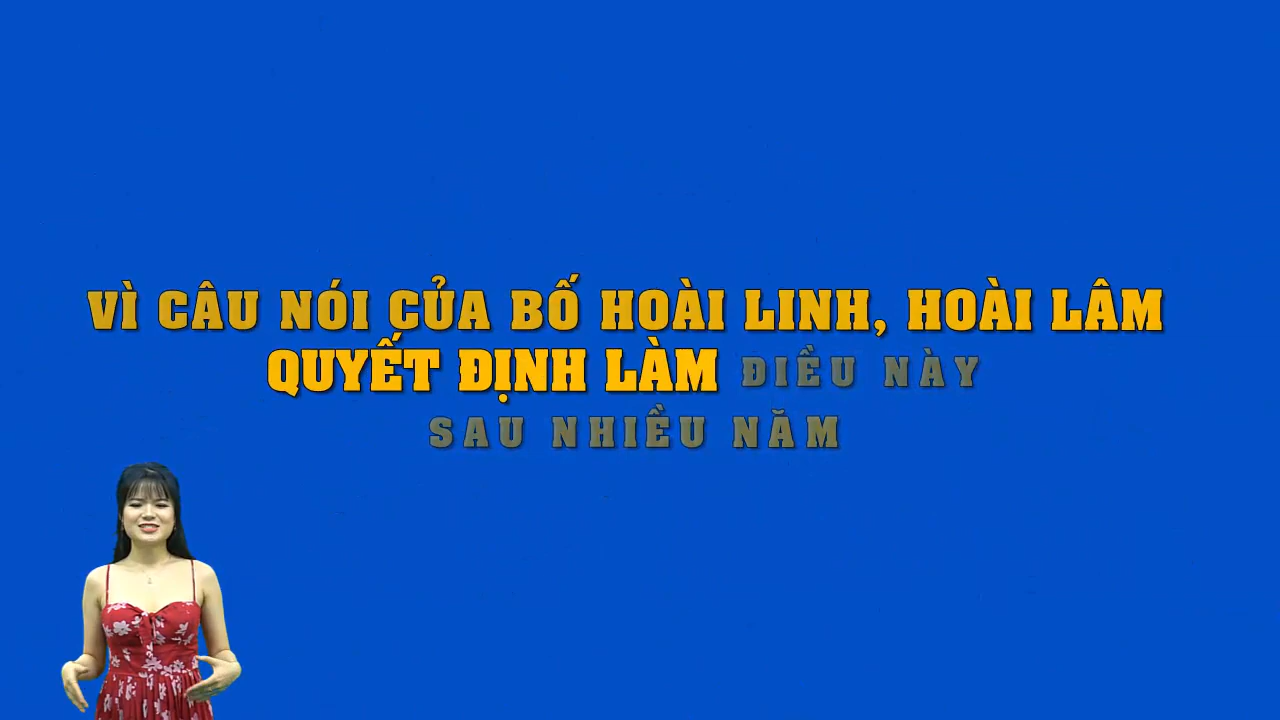 VÌ CÂU NÓI CỦA BỐ HOÀI LINH, HOÀI LÂM
QUYẾT ĐỊNH LÀM ĐIỀU NÀY
SAU NHIỀU NĂM